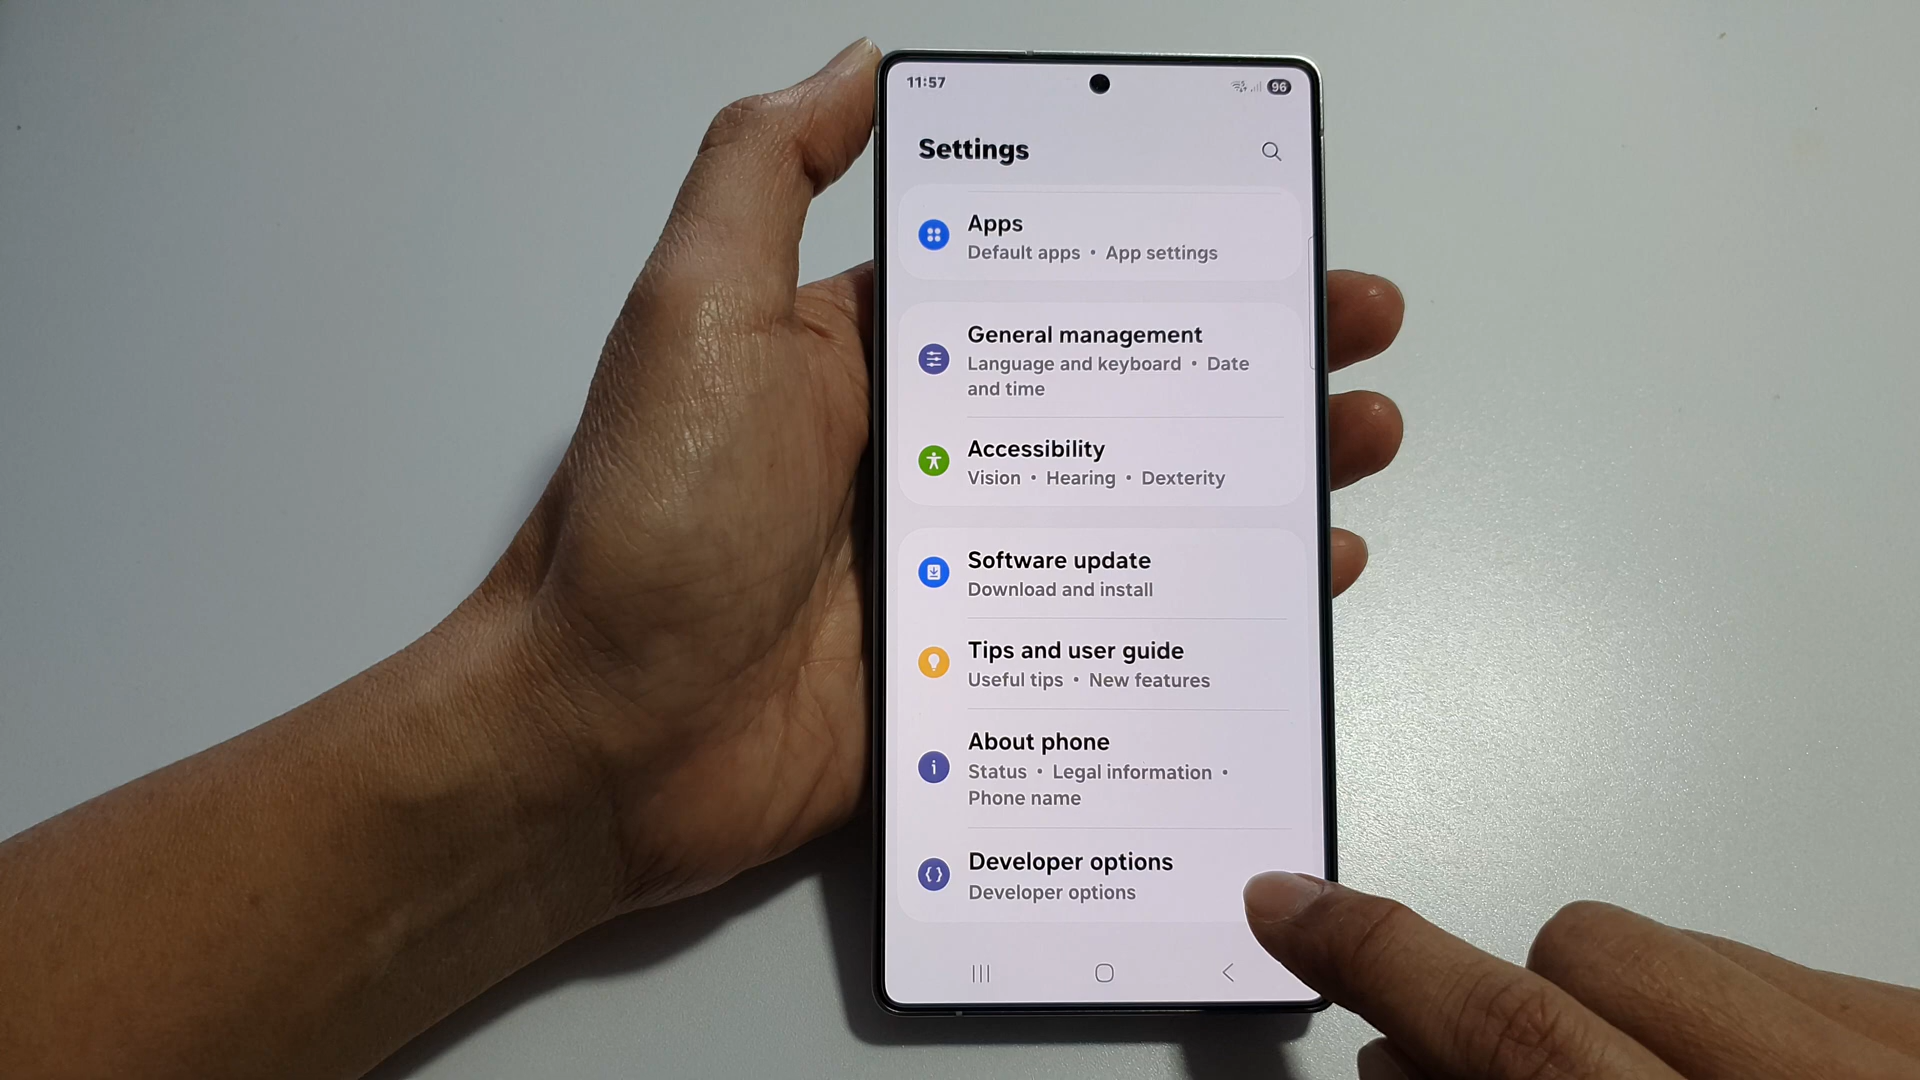 11:57
96
Settings
Apps
Default apps • App settings
General management
Language and keyboard • Date
and time
Accessibility
Vision • Hearing • Dexterity
Software update
Download and install
Tips and user guide
Useful tips • New features
About phone
Status • Legal information •
Phone name
Developer options
Developer options